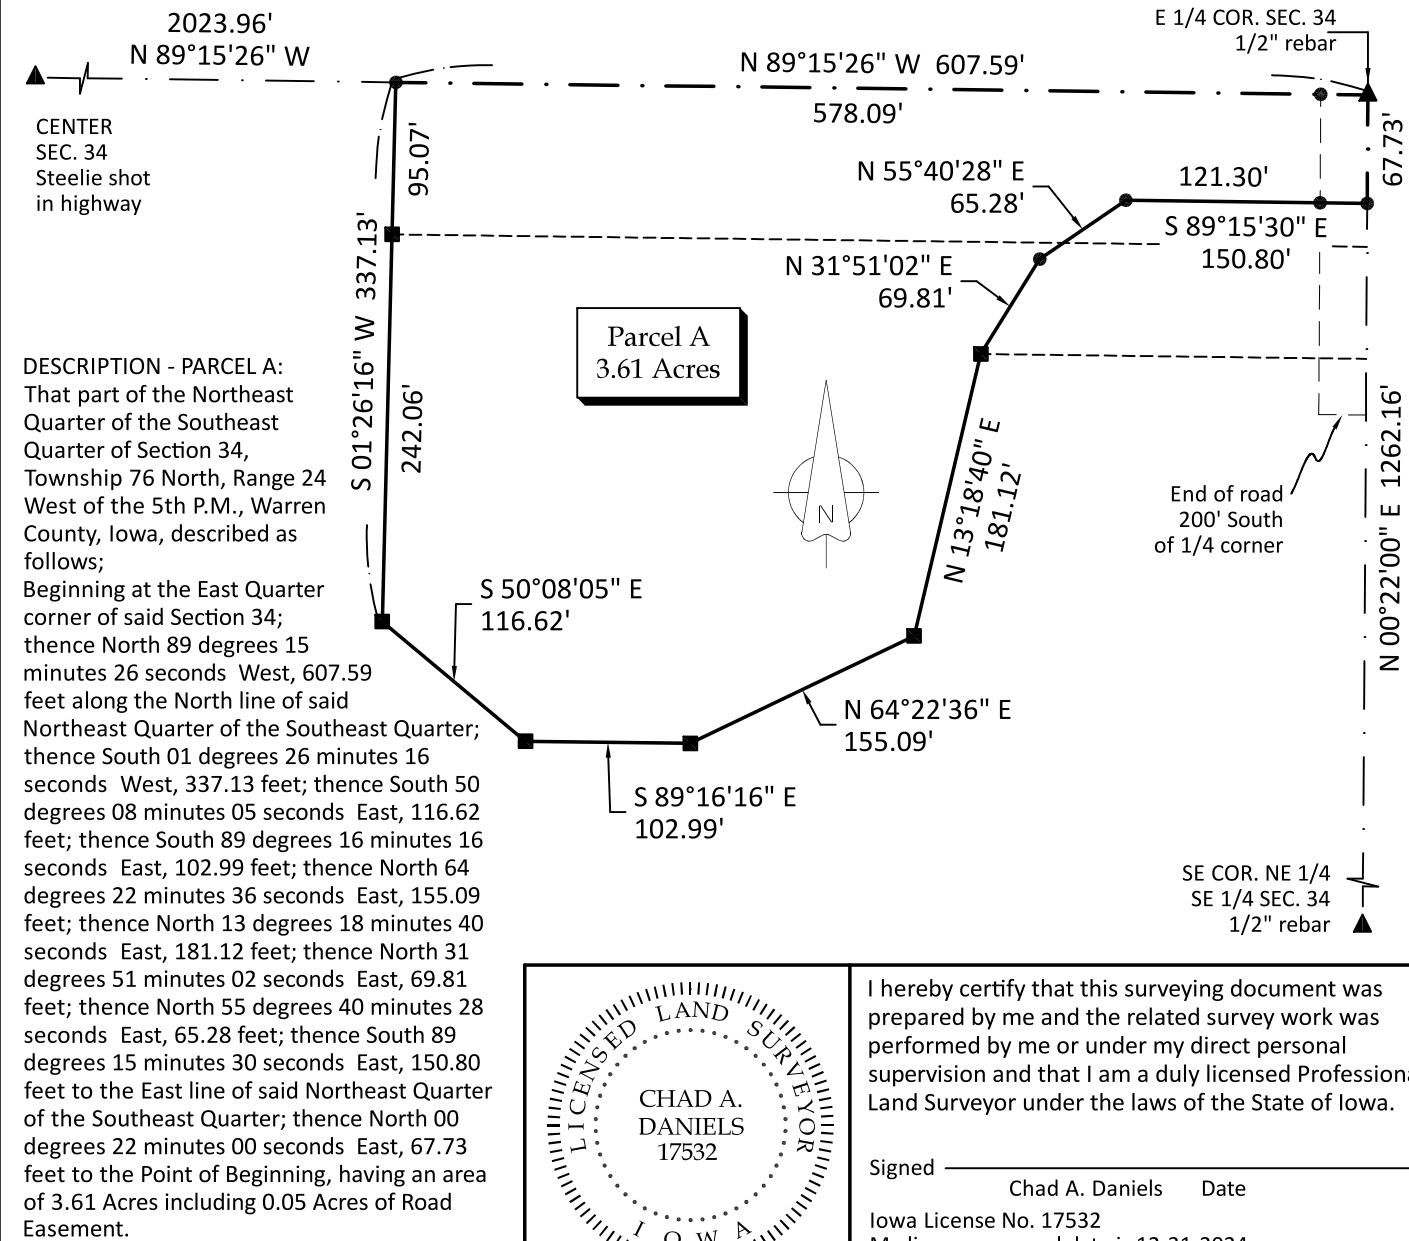 2023.96'
N 89°15'26" W
N 89°15'26" W  607.59'
578.09'
E 1/4 COR. SEC. 34
1/2" rebar
CENTER
SEC. 34
Steelie shot
in highway
95.07'
S 01°26'16" W  337.13'
242.06'
N 55°40'28" E
65.28'
121.30'
67.73'
S 89°15'30" E
150.80'
N 31°51'02" E
69.81'
Parcel A
3.61 Acres
N
N 13°18'40" E
181.12'
End of road
200' South
of 1/4 corner
N 00°22'00" E  1262.16'
S 50°08'05" E
116.62'
N 64°22'36" E
155.09'
S 89°16'16" E
102.99'
SE COR. NE 1/4
SE 1/4 SEC. 34
1/2" rebar
DESCRIPTION - PARCEL A:
That part of the Northeast
Quarter of the Southeast
Quarter of Section 34,
Township 76 North, Range 24
West of the 5th P.M., Warren
County, Iowa, described as
follows;
Beginning at the East Quarter
corner of said Section 34;
thence North 89 degrees 15
minutes 26 seconds  West, 607.59
feet along the North line of said
Northeast Quarter of the Southeast Quarter;
thence South 01 degrees 26 minutes 16
seconds  West, 337.13 feet; thence South 50
degrees 08 minutes 05 seconds  East, 116.62
feet; thence South 89 degrees 16 minutes 16
seconds  East, 102.99 feet; thence North 64
degrees 22 minutes 36 seconds  East, 155.09
feet; thence North 13 degrees 18 minutes 40
seconds  East, 181.12 feet; thence North 31
degrees 51 minutes 02 seconds  East, 69.81
feet; thence North 55 degrees 40 minutes 28
seconds  East, 65.28 feet; thence South 89
degrees 15 minutes 30 seconds  East, 150.80
feet to the East line of said Northeast Quarter
of the Southeast Quarter; thence North 00
degrees 22 minutes 00 seconds  East, 67.73
feet to the Point of Beginning, having an area
of 3.61 Acres including 0.05 Acres of Road
Easement.
LICENSED LAND SURVEYOR
CHAD A.
DANIELS
17532
IOWA
I hereby certify that this surveying document was
prepared by me and the related survey work was
performed by me or under my direct personal
supervision and that I am a duly licensed Professiona
Land Surveyor under the laws of the State of Iowa.
Signed
Chad A. Daniels  Date
Iowa License No. 17532